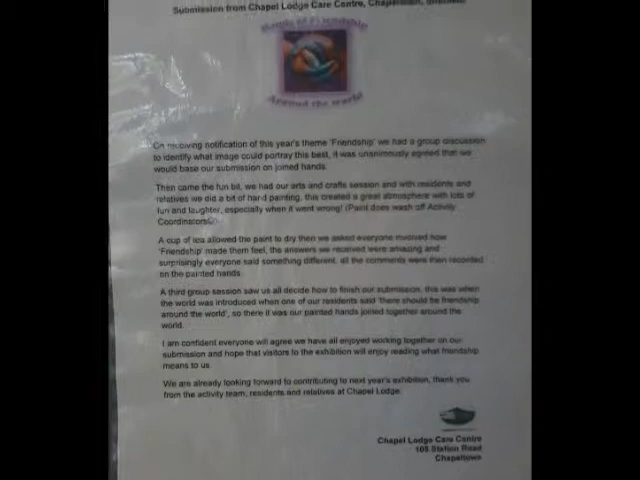 Submission from Chapel Lodge Care Centre, Chapeltown, Sheffield
Hands of Friendship
Around the world
On receiving notification of this year's theme 'Friendship' we had a group discussion
to identify what image could portray this best, it was unanimously agreed that we
would base our submission on joined hands.
Then came the fun bit, we had our arts and crafts session and with residents and
relatives we did a bit of hand painting, this created a great atmosphere with lots of
fun and laughter, especially when it went wrong! (Paint does wash off Activity
Coordinators
A cup of tea allowed the paint to dry then we asked everyone involved how
'Friendship' made them feel, the answers we received were amazing and
surprisingly everyone said something different, all the comments were then recorded
on the painted hands.
A third group session saw us all decide how to finish our submission, this was when
the world was introduced when one of our residents said 'there should be friendship
around the world', so there it was our painted hands joined together around the
world.
I am confident everyone will agree we have all enjoyed working together on our
submission and hope that visitors to the exhibition will enjoy reading what friendship
means to us.
We are already looking forward to contributing to next year's exhibition, thank you
from the activity team, residents and relatives at Chapel Lodge.
Chapel Lodge Care Centre
105 Station Road
Chapeltown